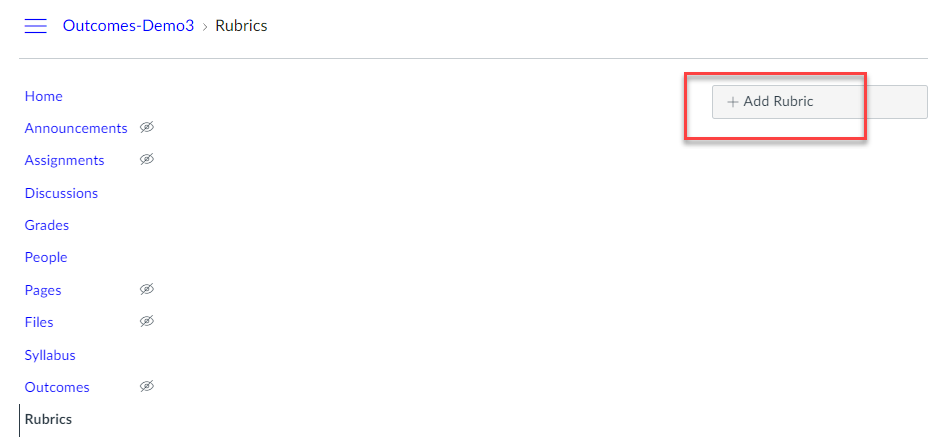 Outcomes-Demo3 › Rubrics
+ Add Rubric
Home
Announcements
Assignments
Discussions
Grades
People
Pages
Files
Syllabus
Outcomes
Rubrics